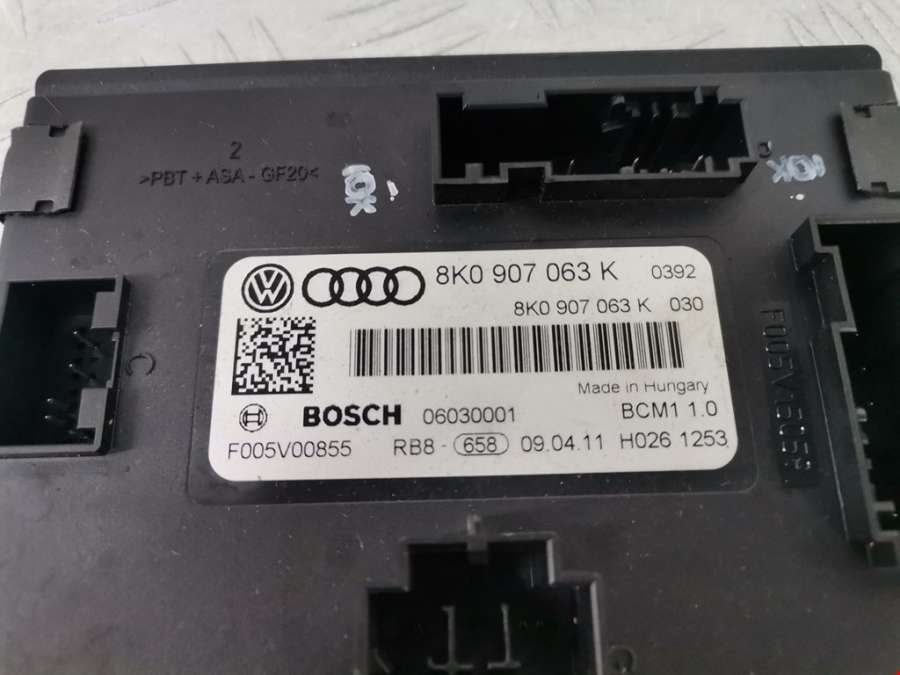 2
>PBT + ASA - GF20<
8K0 907 063 K 0392
8K0 907 063 K 030
Made in Hungary
BOSCH 06030001 BCM1 1.0
F005V00855 RB8 - 658 09.04.11 H026 1253
C